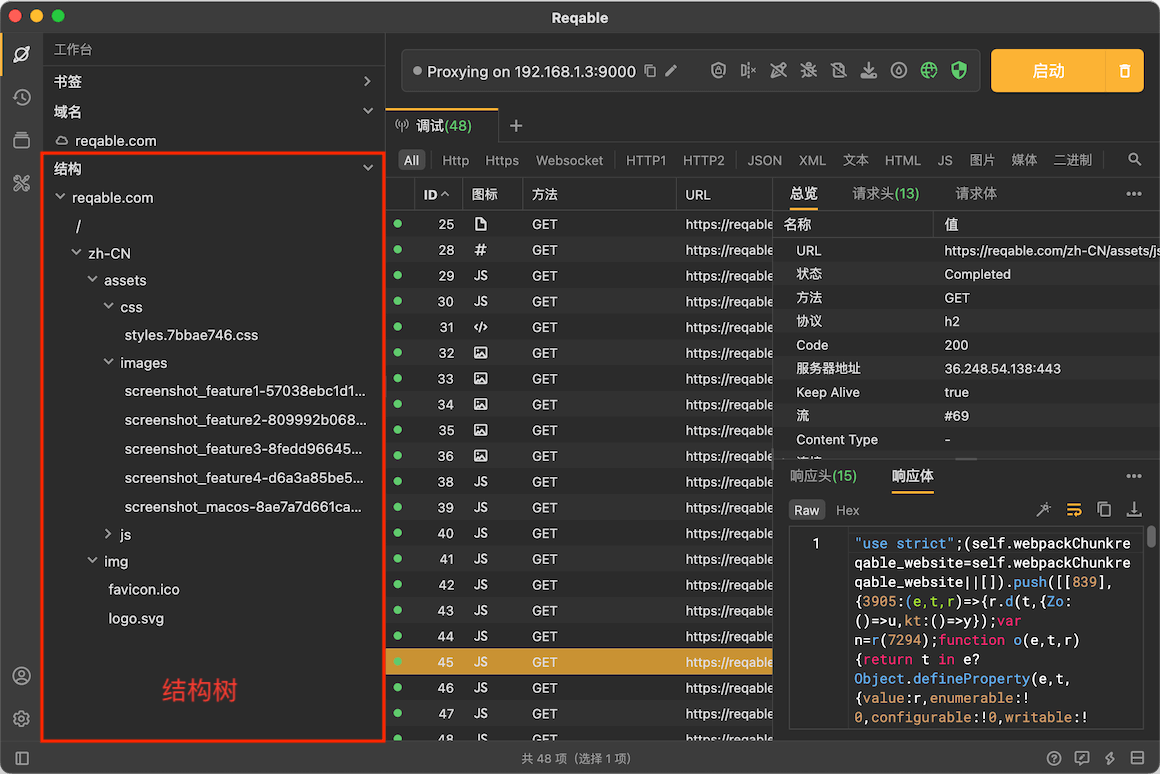 Reqable
工作台
书签
域名
reqable.com
结构
reqable.com
/
zh-CN
assets
css
styles.7bbae746.css
images
screenshot_feature1-57038ebc1d1...
screenshot_feature2-809992b068...
screenshot_feature3-8fedd96645...
screenshot_feature4-d6a3a85be5...
screenshot_macos-8ae7a7d661ca...
js
img
favicon.ico
logo.svg
结构树
Proxying on 192.168.1.3:9000
启动
调试(48)
All Http Https Websocket HTTP1 HTTP2 JSON XML 文本 HTML JS 图片 媒体 二进制
ID 图标 方法 URL
25 GET https://reqable
28 # GET https://reqable
29 JS GET https://reqable
30 JS GET https://reqable
31 </> GET https://reqable
32 GET https://reqable
33 GET https://reqable
34 GET https://reqable
35 GET https://reqable
36 GET https://reqable
38 JS GET https://reqable
39 JS GET https://reqable
40 JS GET https://reqable
41 JS GET https://reqable
42 JS GET https://reqable
43 JS GET https://reqable
44 JS GET https://reqable
45 JS GET https://reqable
46 JS GET https://reqable
47 JS GET https://reqable
48 JS GET https://reqable
总览 请求头(13) 请求体
名称 值
URL https://reqable.com/zh-CN/assets/js
状态 Completed
方法 GET
协议 h2
Code 200
服务器地址 36.248.54.138:443
Keep Alive true
流 #69
Content Type -
响应头(15) 响应体
Raw Hex
1 "use strict";(self.webpackChunkre
qable_website=self.webpackChunkre
qable_website||[]).push([[839],
{3905:(e,t,r)=>{r.d(t,{Zo:
()=>u,kt:()=>y});var
n=r(7294);function o(e,t,r)
{return t in e?
Object.defineProperty(e,t,
{value:r,enumerable:!
0,configurable:!0,writable:!
共 48 项（选择 1 项）